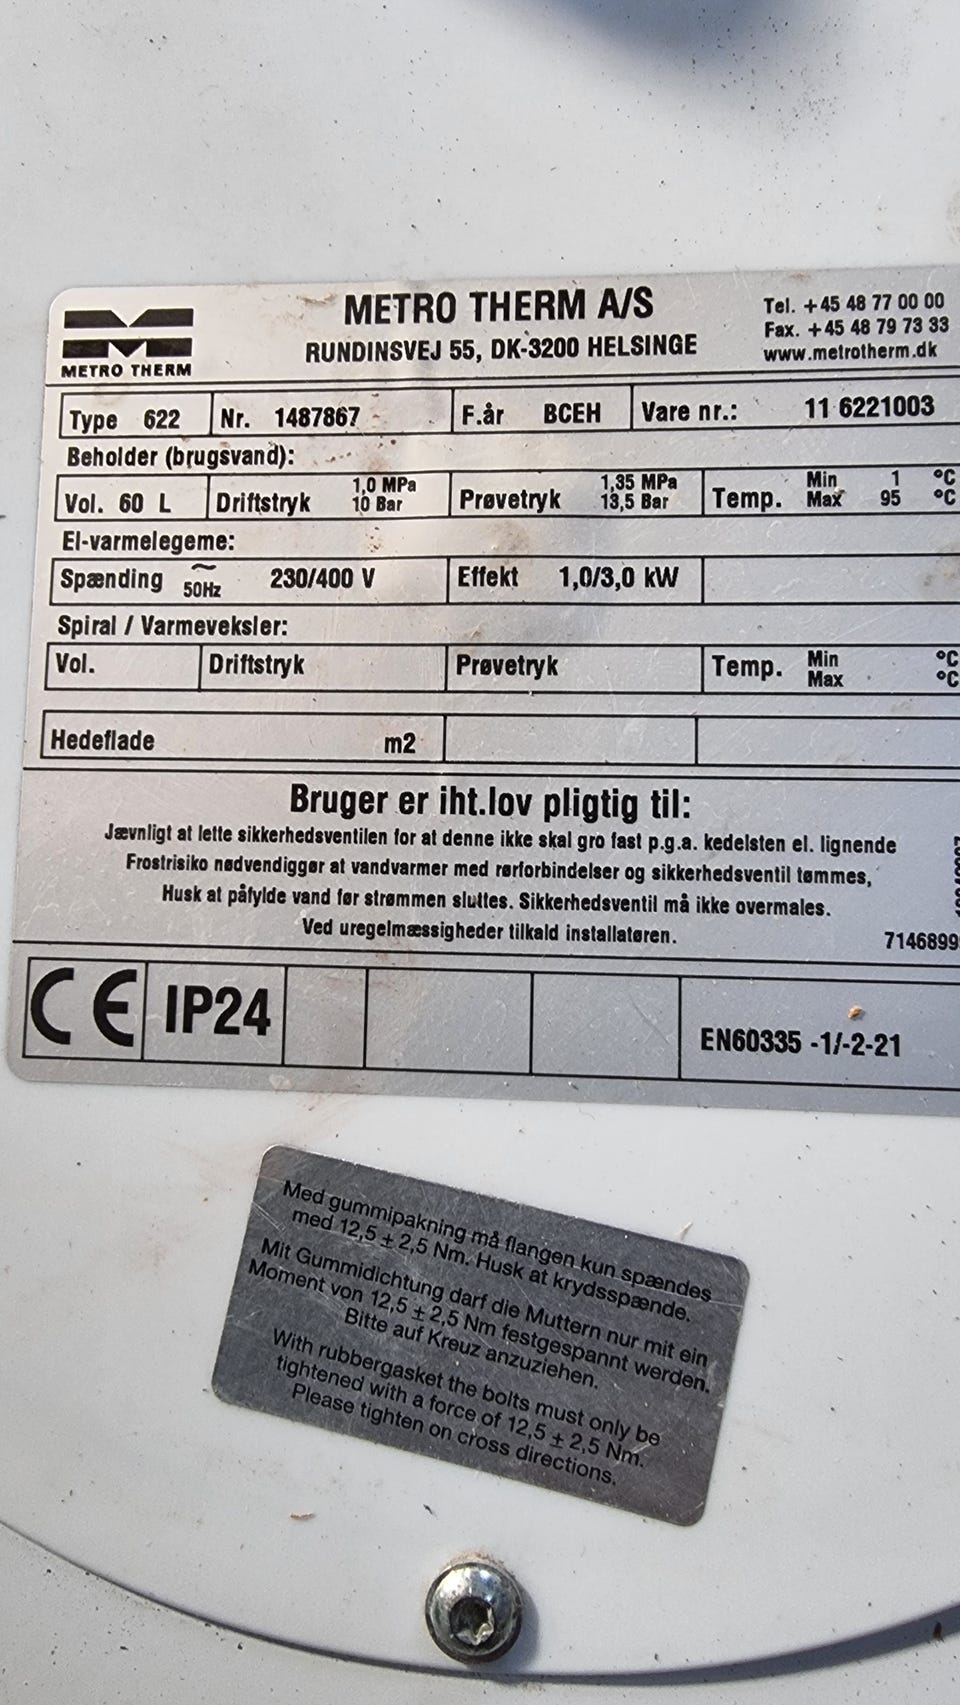 METRO THERM A/S
RUNDINSVEJ 55, DK-3200 HELSINGE
Tel. +45 48 77 00 00
Fax. +45 48 79 73 33
www.metrotherm.dk
METRO THERM
Type 622 Nr. 1487867 F.år BCEH Vare nr.: 11 6221003
Beholder (brugsvand):
Vol. 60 L Driftstryk 1,0 MPa 10 Bar Prøvetryk 1,35 MPa 13,5 Bar Temp. Min 1 °C Max 95 °C
El-varmelegeme:
Spænding ~ 50Hz 230/400 V Effekt 1,0/3,0 kW
Spiral / Varmeveksler:
Vol. Driftstryk Prøvetryk Temp. Min °C Max °C
Hedeflade m2
Bruger er iht.lov pligtig til:
Jævnligt at lette sikkerhedsventilen for at denne ikke skal gro fast p.g.a. kedelsten el. lignende
Frostrisiko nødvendiggør at vandvarmer med rørforbindelser og sikkerhedsventil tømmes,
Husk at påfylde vand før strømmen sluttes. Sikkerhedsventil må ikke overmales.
Ved uregelmæssigheder tilkald installatøren.
7146899
CE IP24 EN60335 -1/-2-21
Med gummipakning må flangen kun spændes
med 12,5 ± 2,5 Nm. Husk at krydsspænde.
Mit Gummidichtung darf die Muttern nur mit ein
Moment von 12,5 ± 2,5 Nm festgespannt werden.
Bitte auf Kreuz anzuziehen.
With rubbergasket the bolts must only be
tightened with a force of 12,5 ± 2,5 Nm.
Please tighten on cross directions.